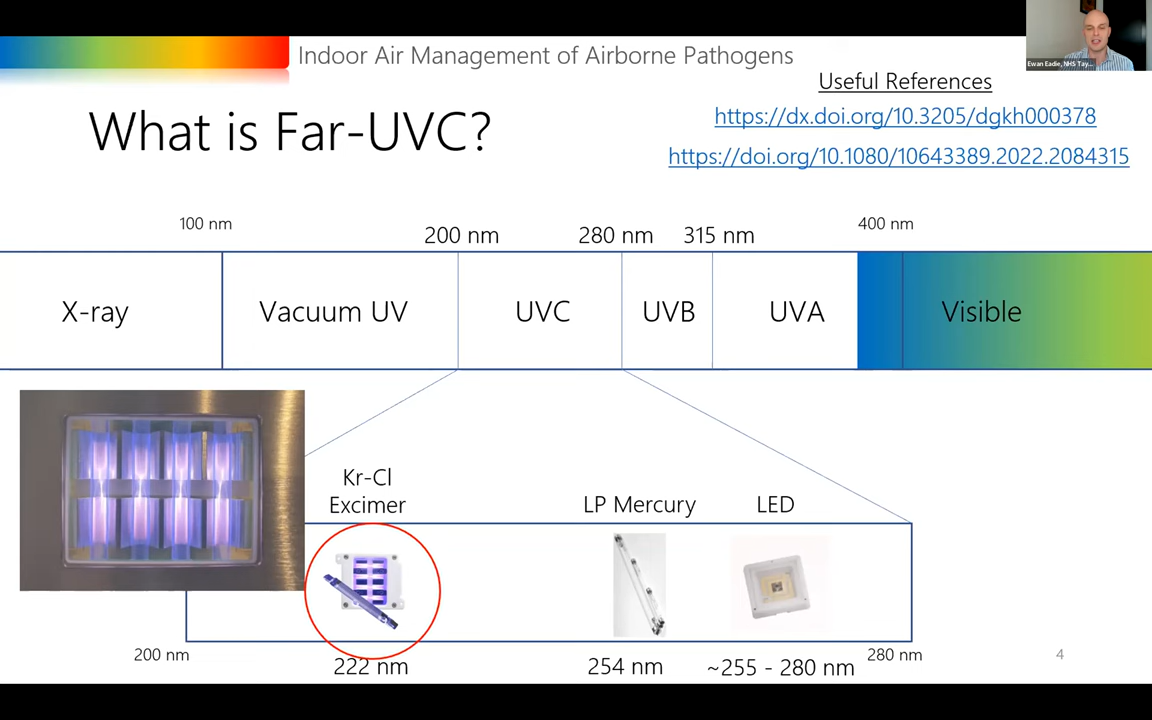 Indoor Air Management of Airborne Pathogens
Ewan Eadie, NHS Tay...
Useful References
What is Far-UVC?
https://dx.doi.org/10.3205/dgkh000378
https://doi.org/10.1080/10643389.2022.2084315
100 nm
200 nm
280 nm
315 nm
400 nm
X-ray
Vacuum UV
UVC
UVB
UVA
Visible
Kr-Cl
Excimer
LP Mercury
LED
200 nm
222 nm
254 nm
~255 - 280 nm
280 nm
4